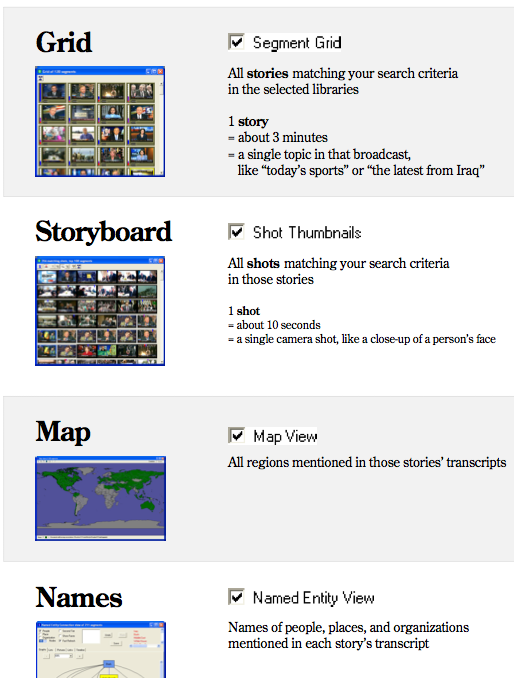 Grid
Segment Grid
All stories matching your search criteria
in the selected libraries
1 story
= about 3 minutes
= a single topic in that broadcast,
like “today’s sports” or “the latest from Iraq”
Storyboard
Shot Thumbnails
All shots matching your search criteria
in those stories
1 shot
= about 10 seconds
= a single camera shot, like a close-up of a person’s face
Map
Map View
All regions mentioned in those stories’ transcripts
Names
Named Entity View
Names of people, places, and organizations
mentioned in each story’s transcript